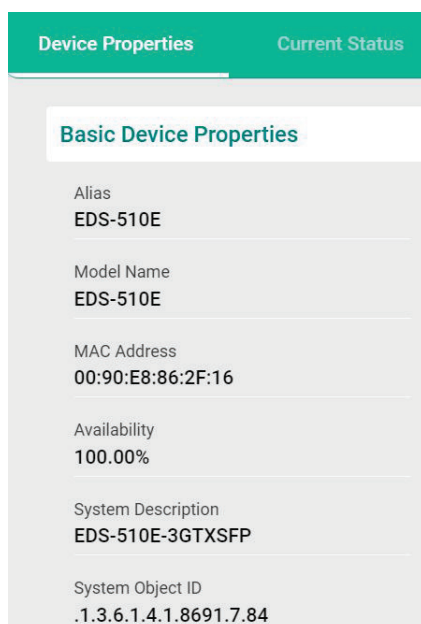 Device Properties Current Status
Basic Device Properties
Alias
EDS-510E
Model Name
EDS-510E
MAC Address
00:90:E8:86:2F:16
Availability
100.00%
System Description
EDS-510E-3GTXSFP
System Object ID
.1.3.6.1.4.1.8691.7.84